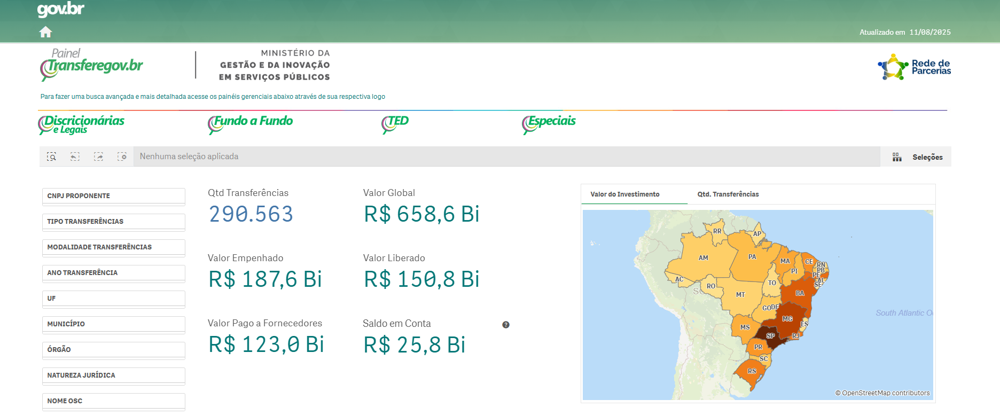 gov.br
Atualizado em 11/08/2025
Painel
Transferegov.br
MINISTÉRIO DA
GESTÃO E DA INOVAÇÃO
EM SERVIÇOS PÚBLICOS
Rede de
Parcerias
Para fazer uma busca avançada e mais detalhada acesse os painéis gerenciais abaixo através de sua respectiva logo
Discricionárias
e Legais
Fundo a Fundo
TED
Especiais
Nenhuma seleção aplicada
Seleções
CNPJ PROPONENTE
TIPO TRANSFERÊNCIAS
MODALIDADE TRANSFERÊNCIAS
ANO TRANSFERÊNCIA
UF
MUNICÍPIO
ÓRGÃO
NATUREZA JURÍDICA
NOME OSC
Qtd Transferências
290.563
Valor Global
R$ 658,6 Bi
Valor Empenhado
R$ 187,6 Bi
Valor Liberado
R$ 150,8 Bi
Valor Pago a Fornecedores
R$ 123,0 Bi
Saldo em Conta
?
R$ 25,8 Bi
Valor do Investimento
Qtd. Transferências
RR
AP
AM
PA
MA
CE
RN
PB
PI
PE
AL
SE
AC
RO
TO
BA
MT
GO
DF
MG
ES
MS
SP
RJ
PR
SC
RS
South Atlantic O
© OpenStreetMap contributors